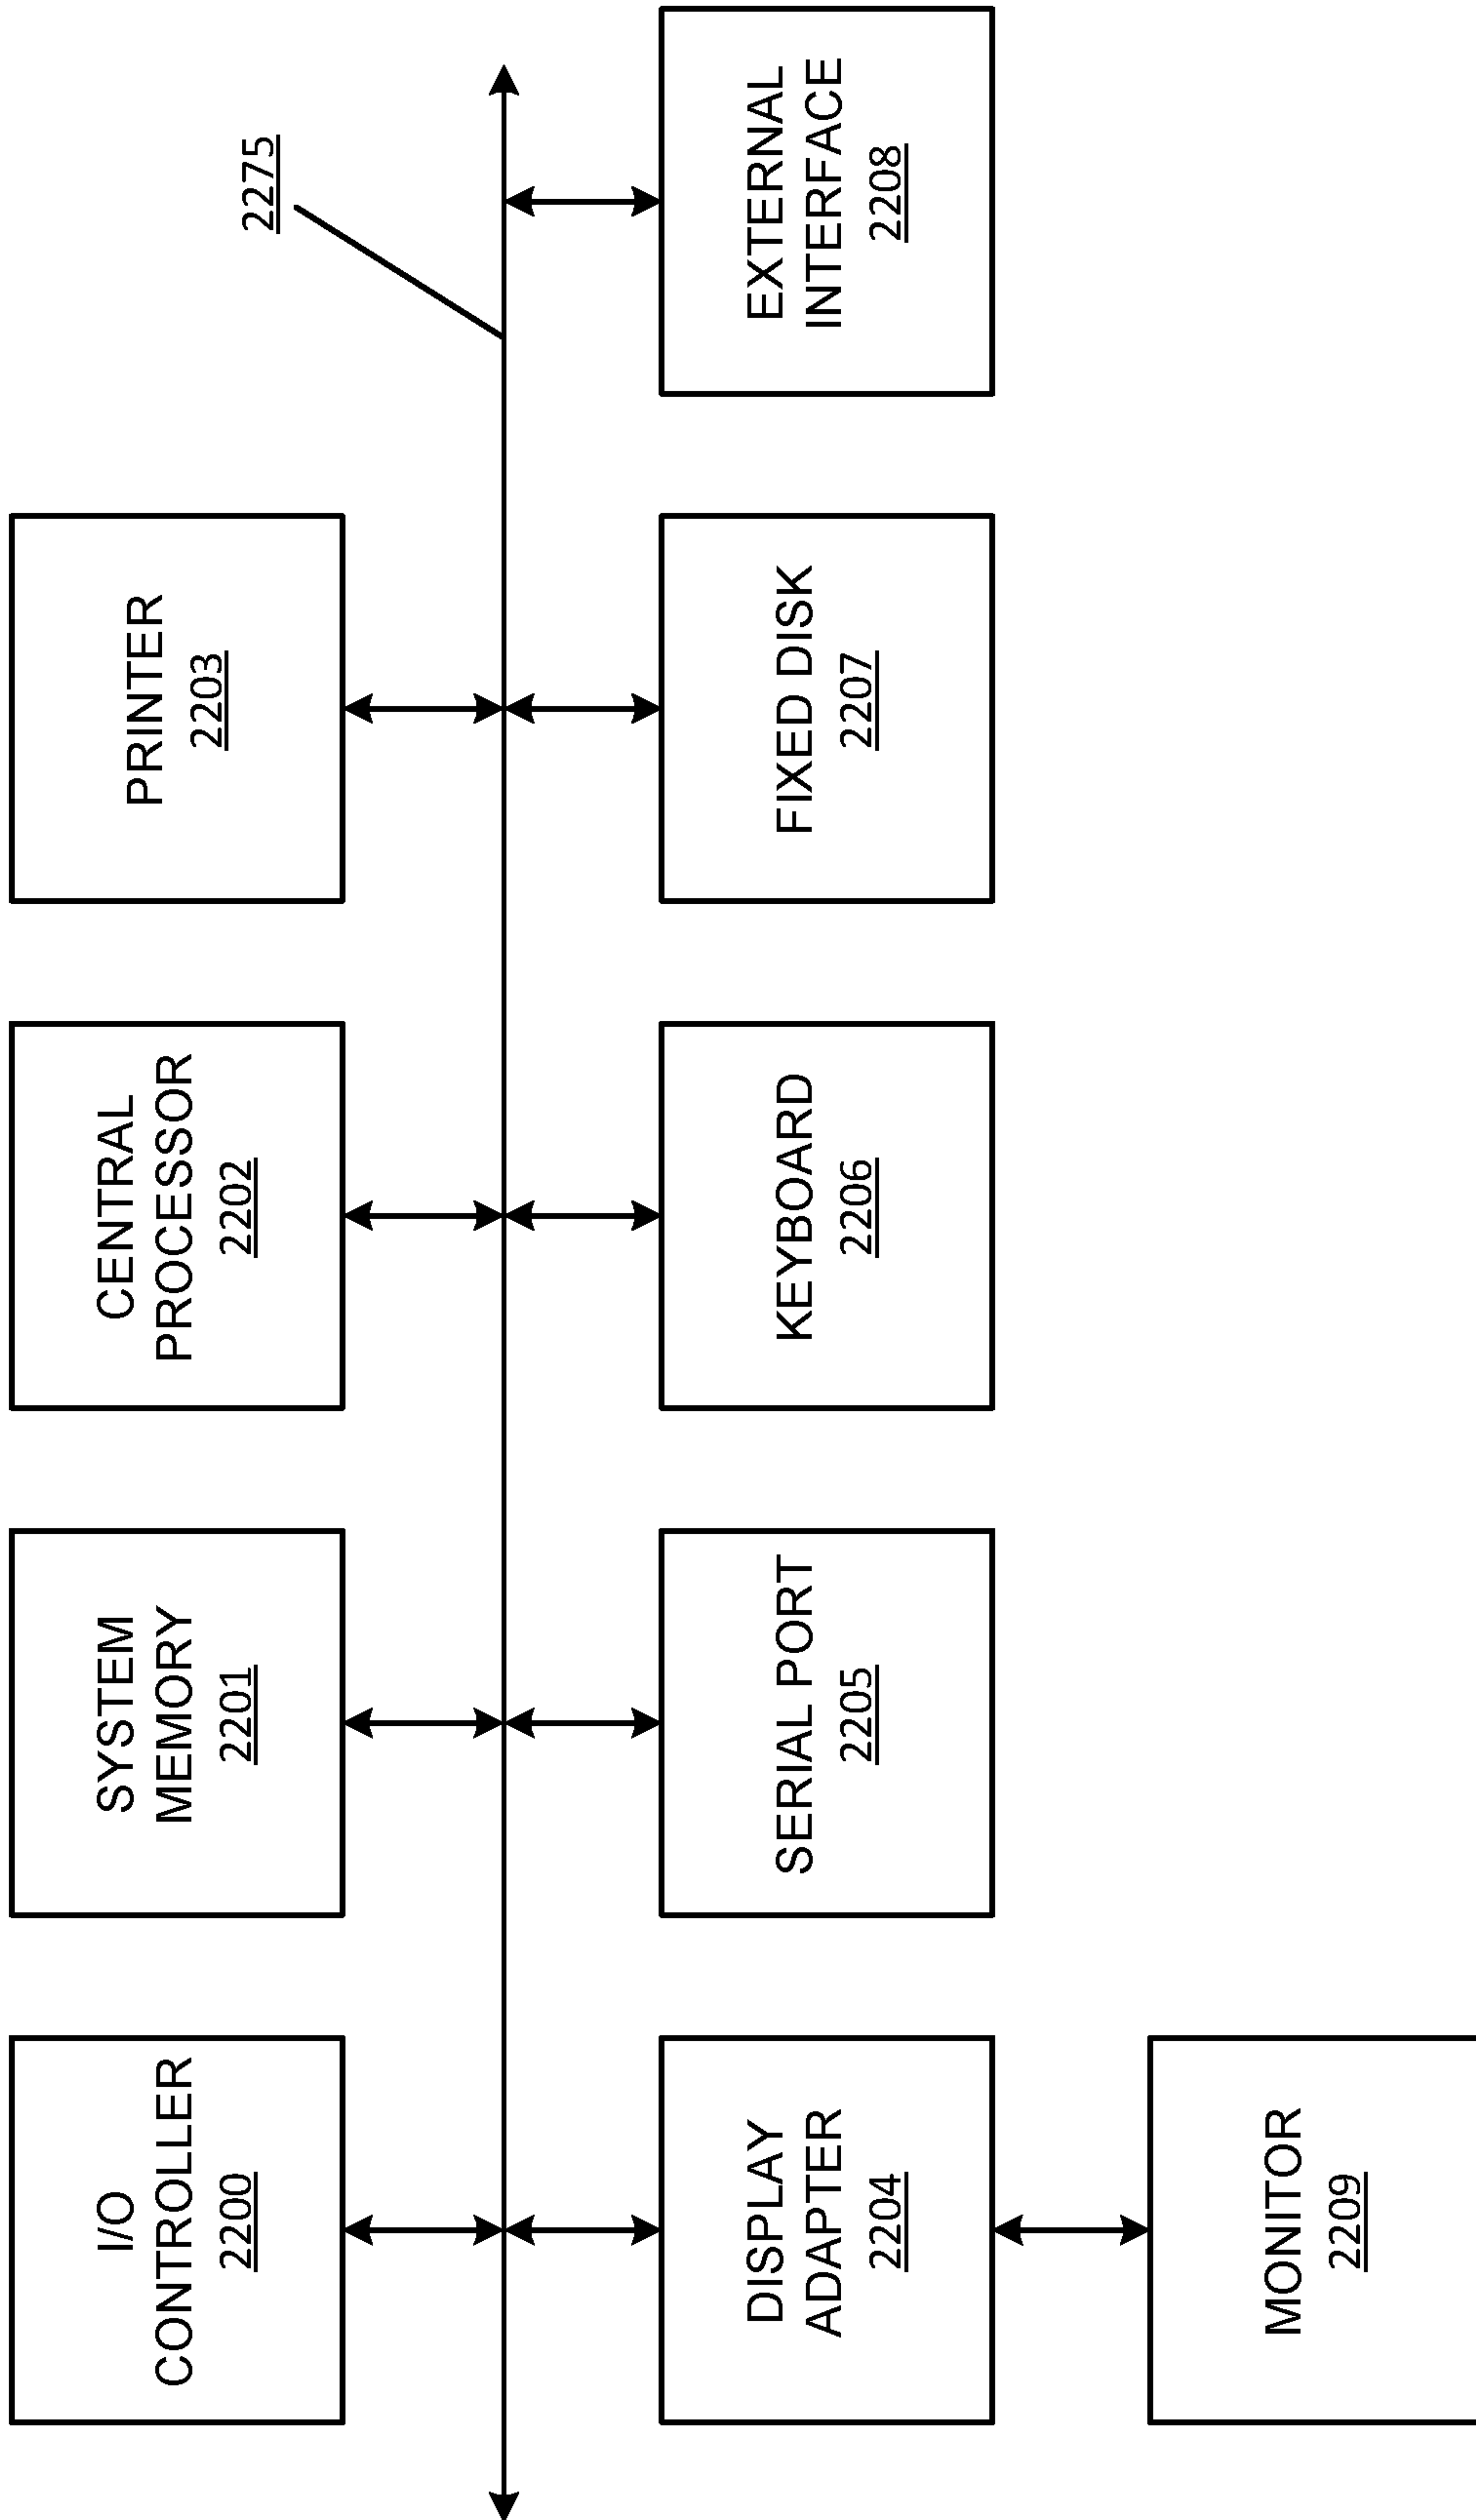 I/O
CONTROLLER
2200
SYSTEM
MEMORY
2201
CENTRAL
PROCESSOR
2202
PRINTER
2203
2275
DISPLAY
ADAPTER
2204
SERIAL PORT
2205
KEYBOARD
2206
FIXED DISK
2207
EXTERNAL
INTERFACE
2208
MONITOR
2209